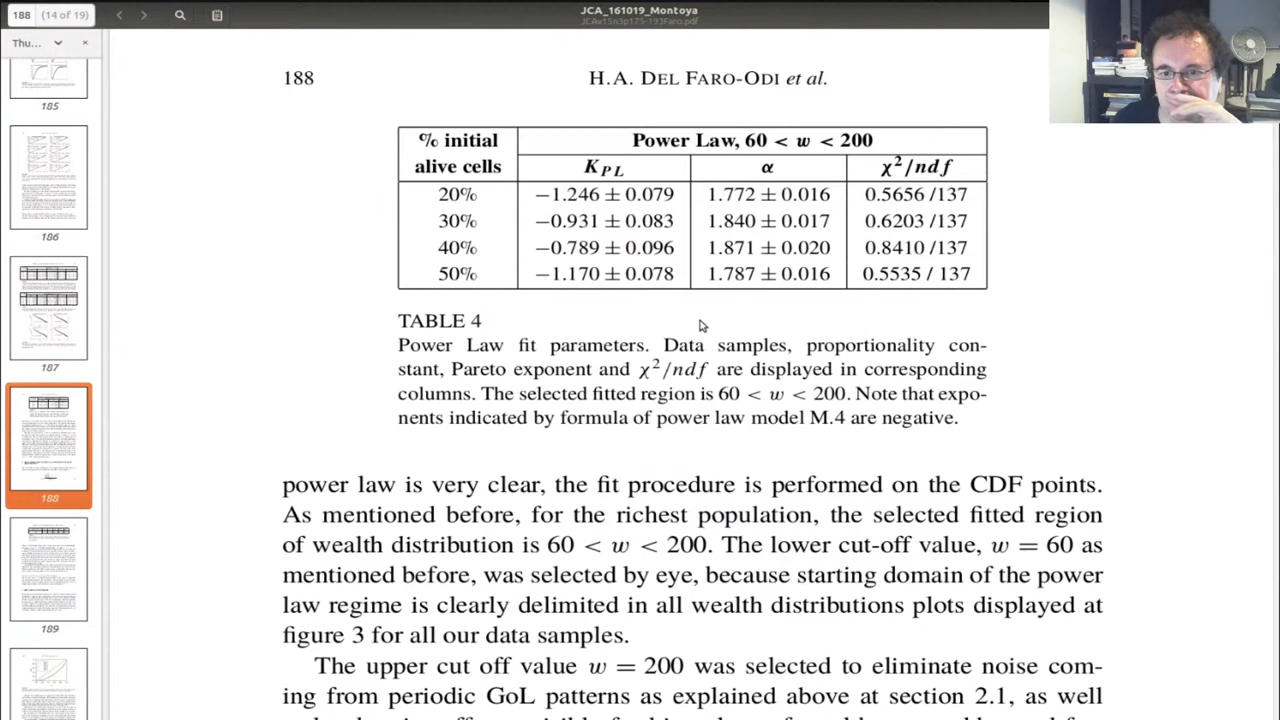 188 (14 of 19)
JCA_161019_Montoya
JCAv15n3p175-193Faro.pdf
Thu...
185
186
187
188
189
188 H.A. DEL FARO-ODI et al.
% initial alive cells Power Law, 60 < w < 200
K_PL α χ²/ndf
20% −1.246 ± 0.079 1.772 ± 0.016 0.5656 /137
30% −0.931 ± 0.083 1.840 ± 0.017 0.6203 /137
40% −0.789 ± 0.096 1.871 ± 0.020 0.8410 /137
50% −1.170 ± 0.078 1.787 ± 0.016 0.5535 / 137
TABLE 4
Power Law fit parameters. Data samples, proportionality con-
stant, Pareto exponent and χ²/ndf are displayed in corresponding
columns. The selected fitted region is 60 < w < 200. Note that expo-
nents indicated by formula of power law model M.4 are negative.
power law is very clear, the fit procedure is performed on the CDF points.
As mentioned before, for the richest population, the selected fitted region
of wealth distribution is 60 < w < 200. The lower cut-off value, w = 60 as
mentioned before, was selected by eye, because starting domain of the power
law regime is clearly delimited in all wealth distributions plots displayed at
figure 3 for all our data samples.
The upper cut off value w = 200 was selected to eliminate noise com-
ing from periodic GoL patterns as explained above at section 2.1, as well